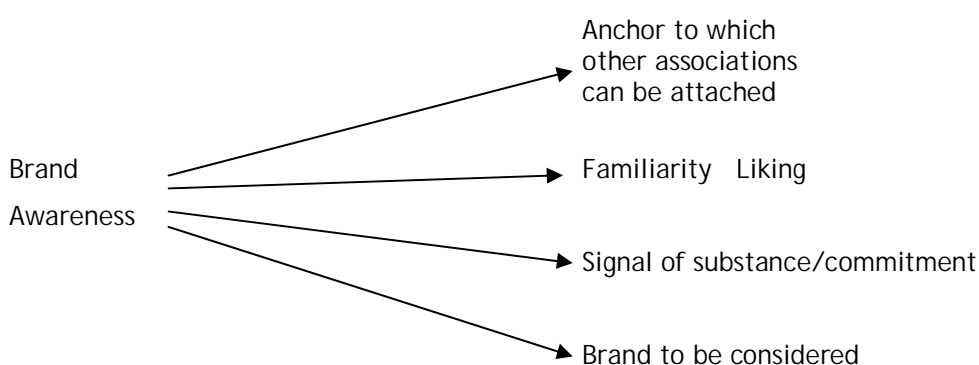 Anchor to which
other associations
can be attached
Brand
Awareness
Familiarity Liking
Signal of substance/commitment
Brand to be considered